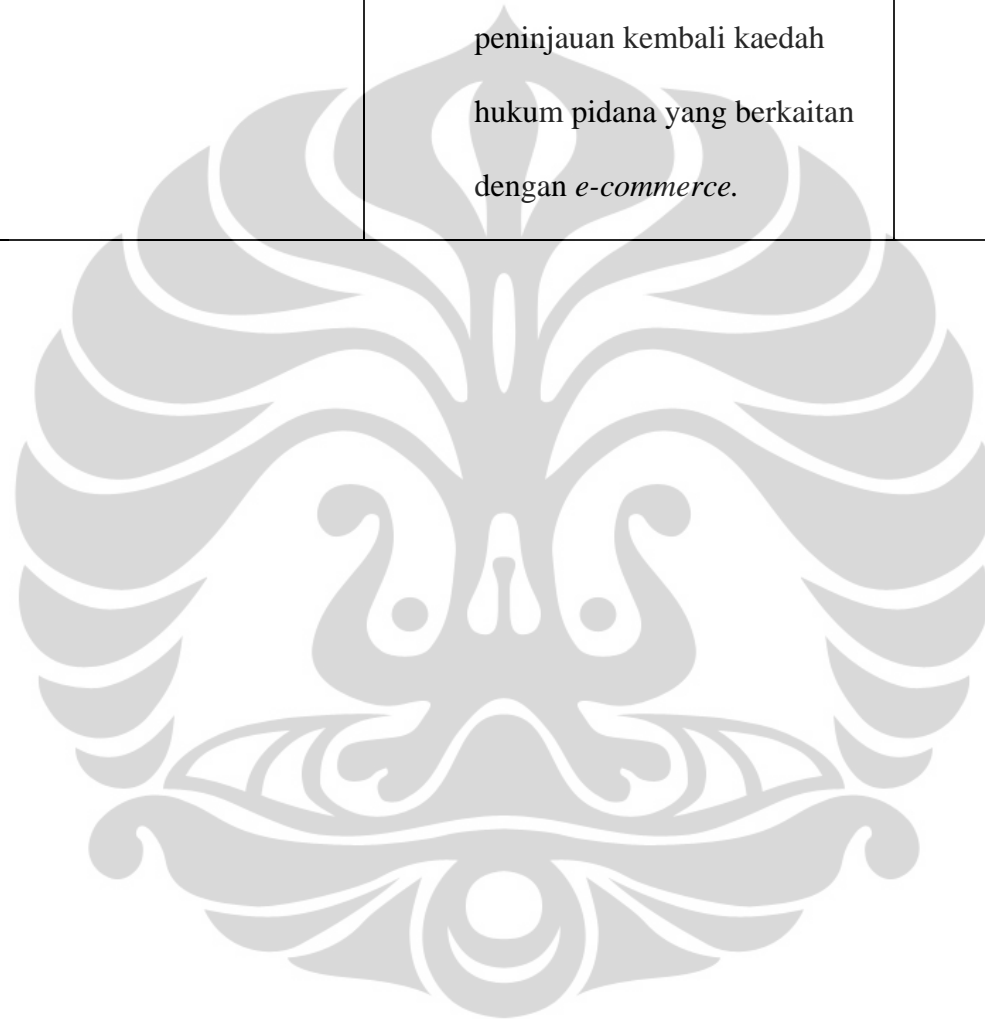 peninjauan kembali kaedah
hukum pidana yang berkaitan
dengan e-commerce.